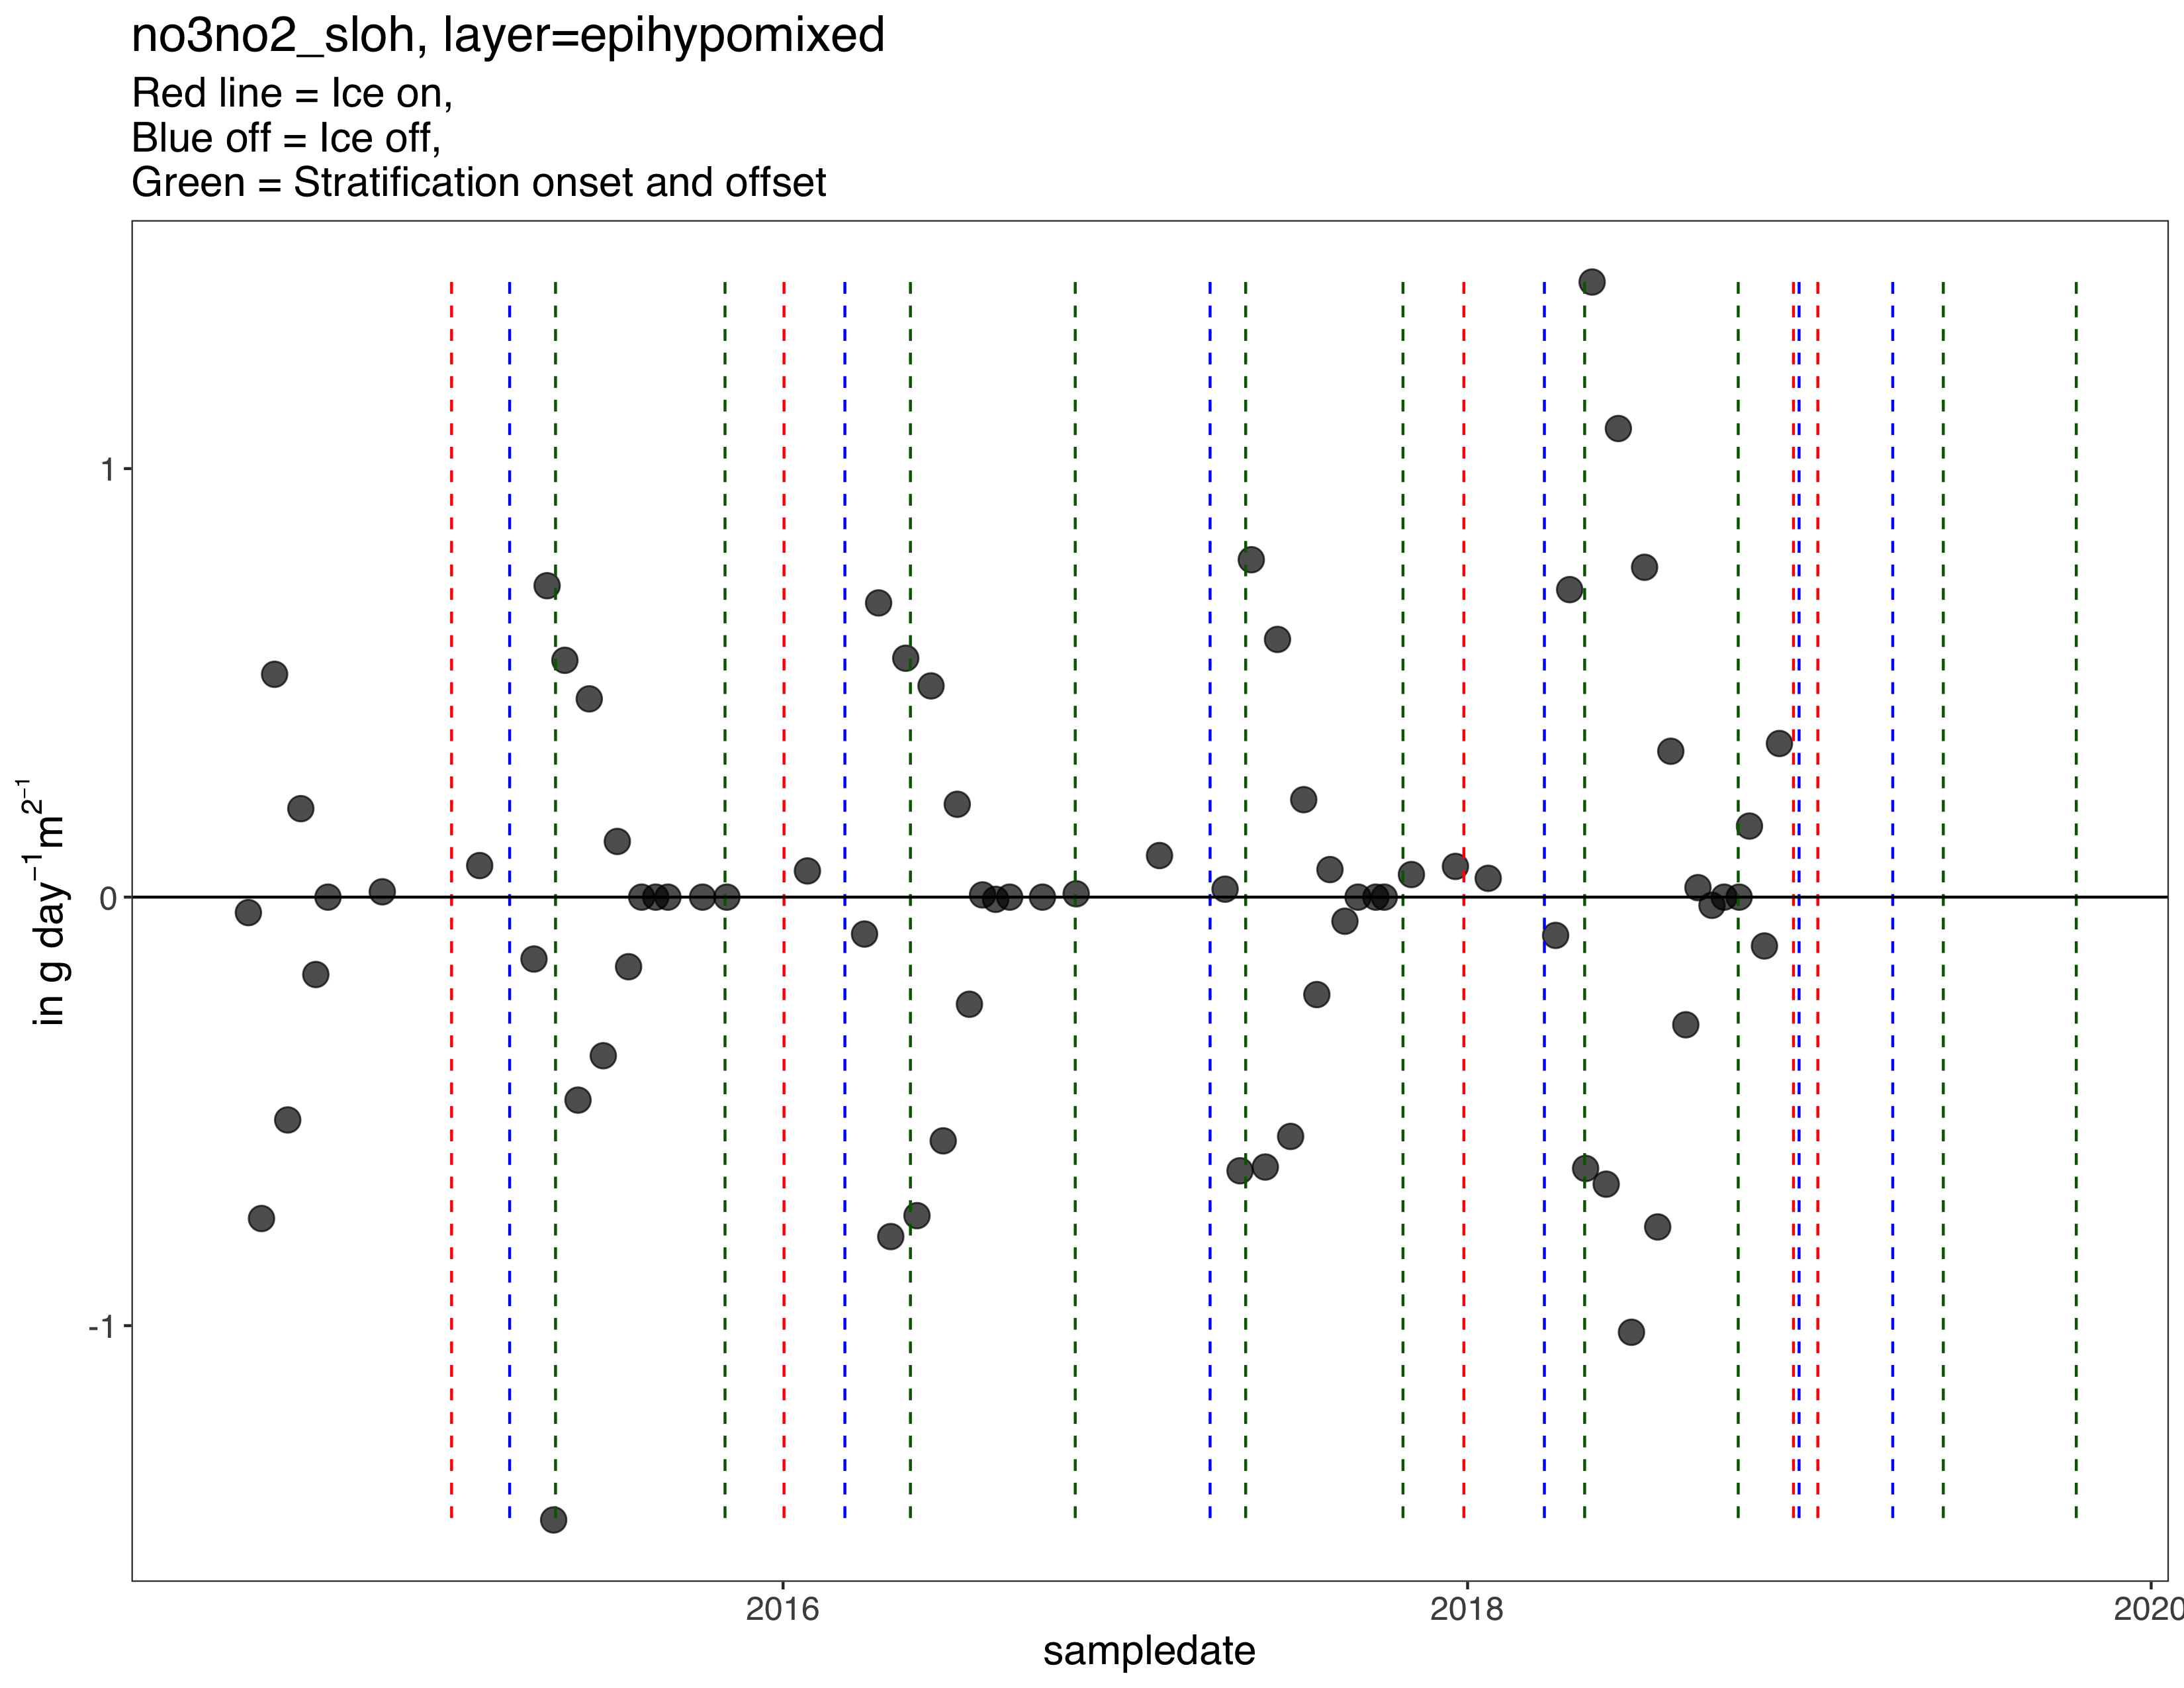 no3no2_sloh, layer=epihypomixed
Red line = Ice on,
Blue off = Ice off,
Green = Stratification onset and offset
in g day⁻¹m²⁻¹
1
0
-1
2016
2018
2020
sampledate